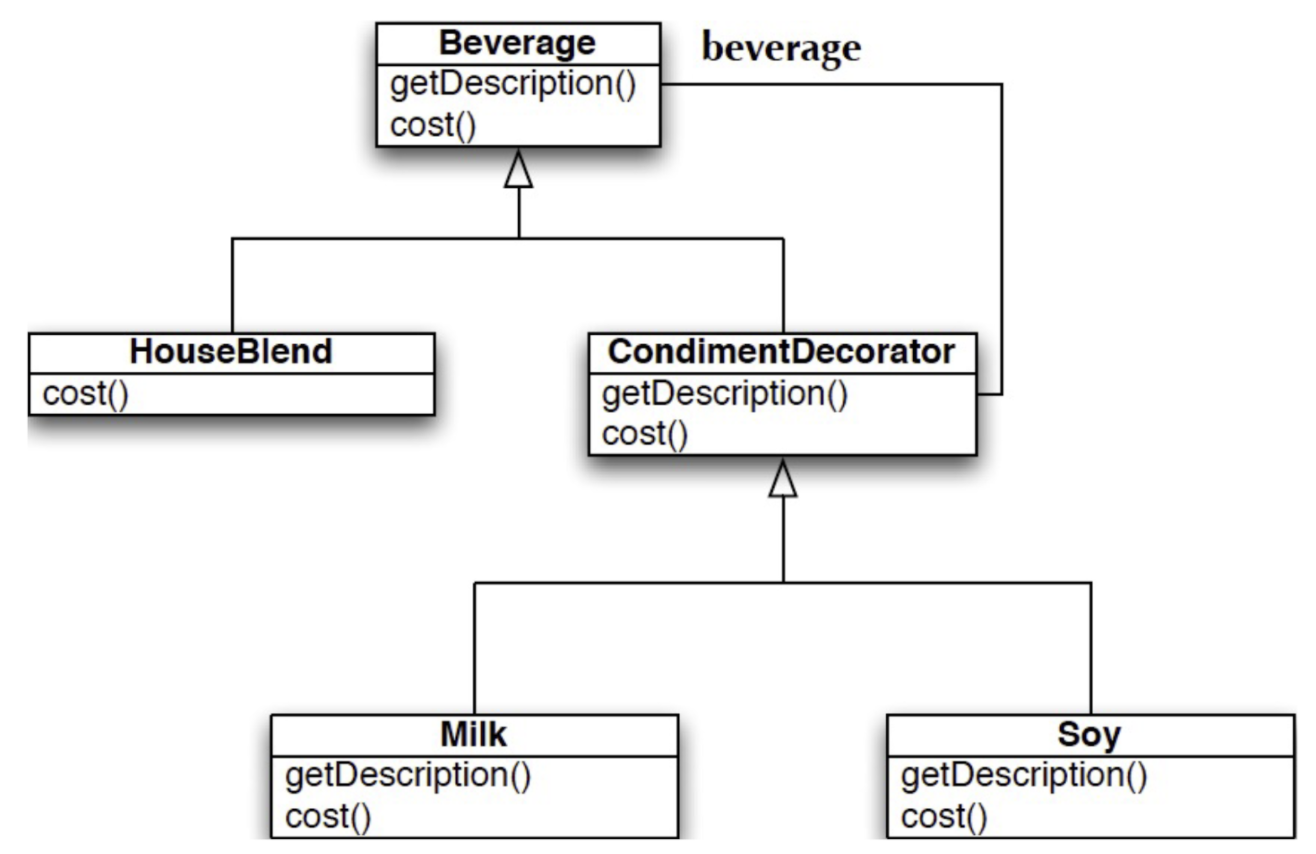 Beverage
getDescription()
cost()
beverage
HouseBlend
cost()
CondimentDecorator
getDescription()
cost()
Milk
getDescription()
cost()
Soy
getDescription()
cost()